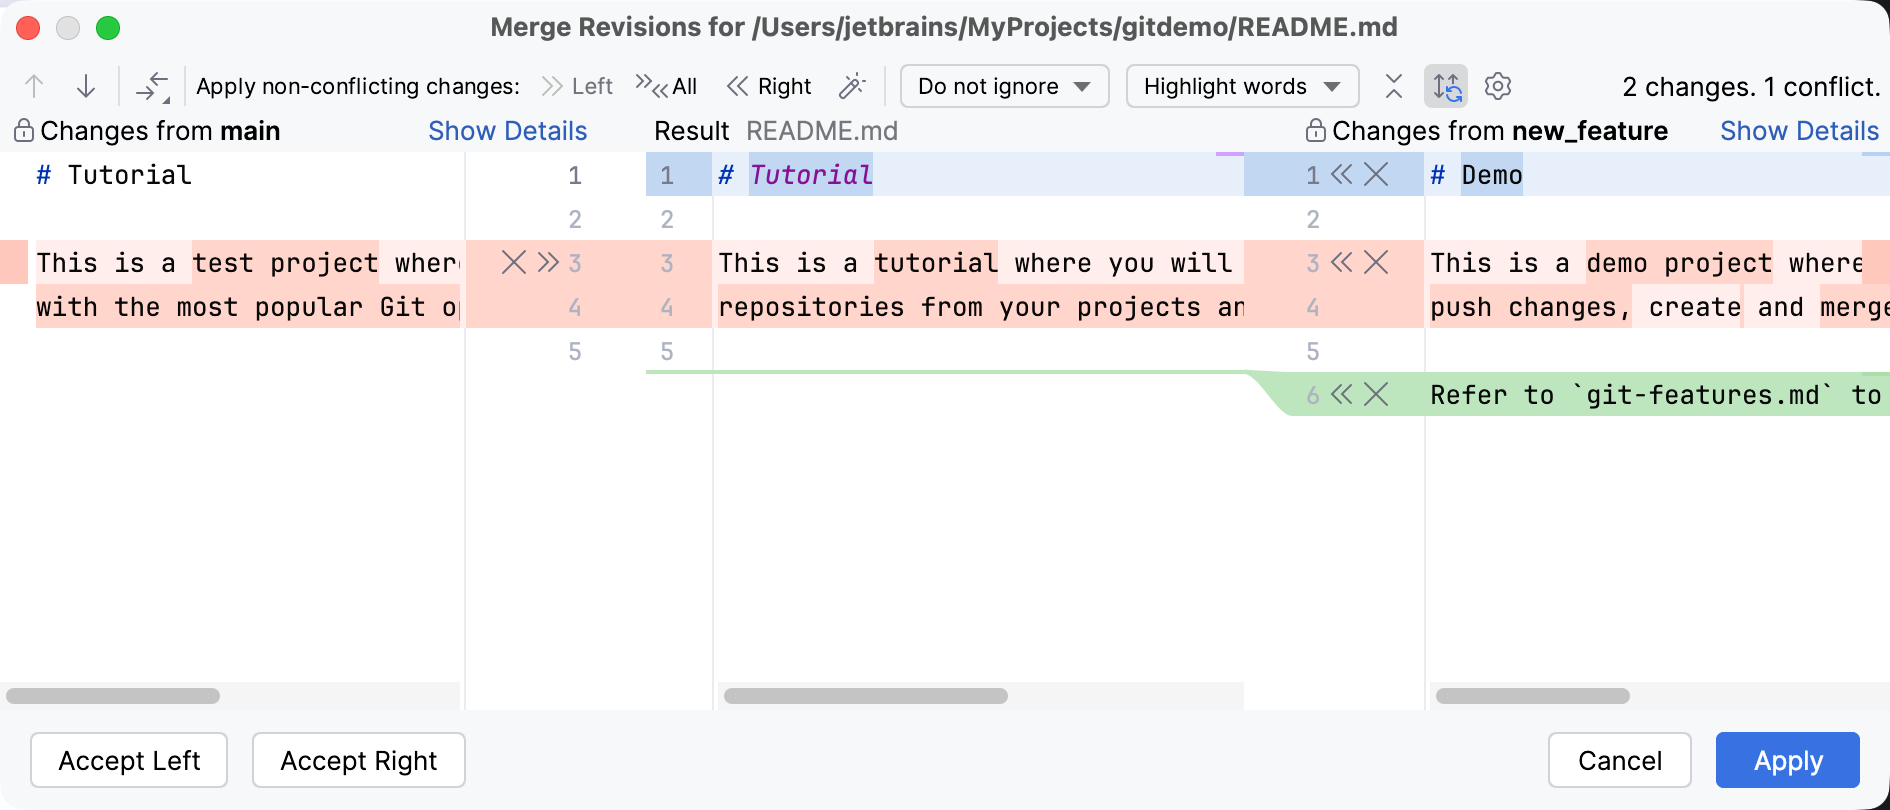 Merge Revisions for /Users/jetbrains/MyProjects/gitdemo/README.md
Apply non-conflicting changes: Left All Right Do not ignore Highlight words 2 changes. 1 conflict.
Changes from main Show Details Result README.md Changes from new_feature Show Details
# Tutorial 1 1 # Tutorial 1 # Demo
2 2 2
This is a test project where 3 3 This is a tutorial where you will 3 This is a demo project where
with the most popular Git 4 4 repositories from your projects an 4 push changes, create and merge
5 5 5
6 Refer to `git-features.md` to
Accept Left Accept Right Cancel Apply